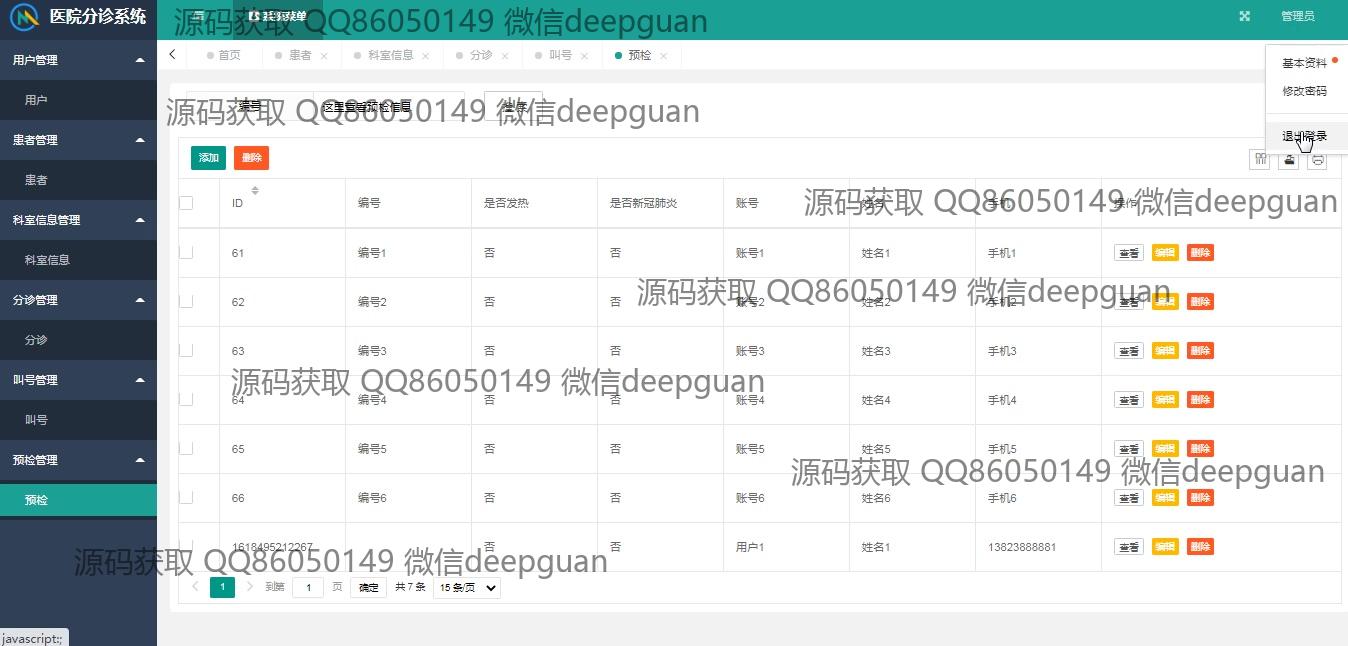 医院分诊系统
管理员
源码获取 QQ86050149 微信deepguan
首页 患者 科室信息 分诊 叫号 预检
基本资料
修改密码
退出登录
用户管理
用户
患者管理
患者
科室信息管理
科室信息
分诊管理
分诊
叫号管理
叫号
预检管理
预检
编号
源码获取 QQ86050149 微信deepguan
添加 删除
ID 编号 是否发热 是否新冠肺炎 账号 手机 操作
源码获取 QQ86050149 微信deepguan
61 编号1 否 否 账号1 姓名1 手机1 查看 编辑 删除
62 编号2 否 否 账号2 姓名2 手机2 查看 编辑 删除
源码获取 QQ86050149 微信deepguan
63 编号3 否 否 账号3 姓名3 手机3 查看 编辑 删除
64 编号4 否 否 账号4 姓名4 手机4 查看 编辑 删除
源码获取 QQ86050149 微信deepguan
65 编号5 否 否 账号5 姓名5 手机5 查看 编辑 删除
源码获取 QQ86050149 微信deepguan
66 编号6 否 否 账号6 姓名6 手机6 查看 编辑 删除
1618495212267 否 否 用户1 姓名1 13823888881 查看 编辑 删除
源码获取 QQ86050149 微信deepguan
1 到第 1 页 确定 共 7 条 15 条/页
javascript:;